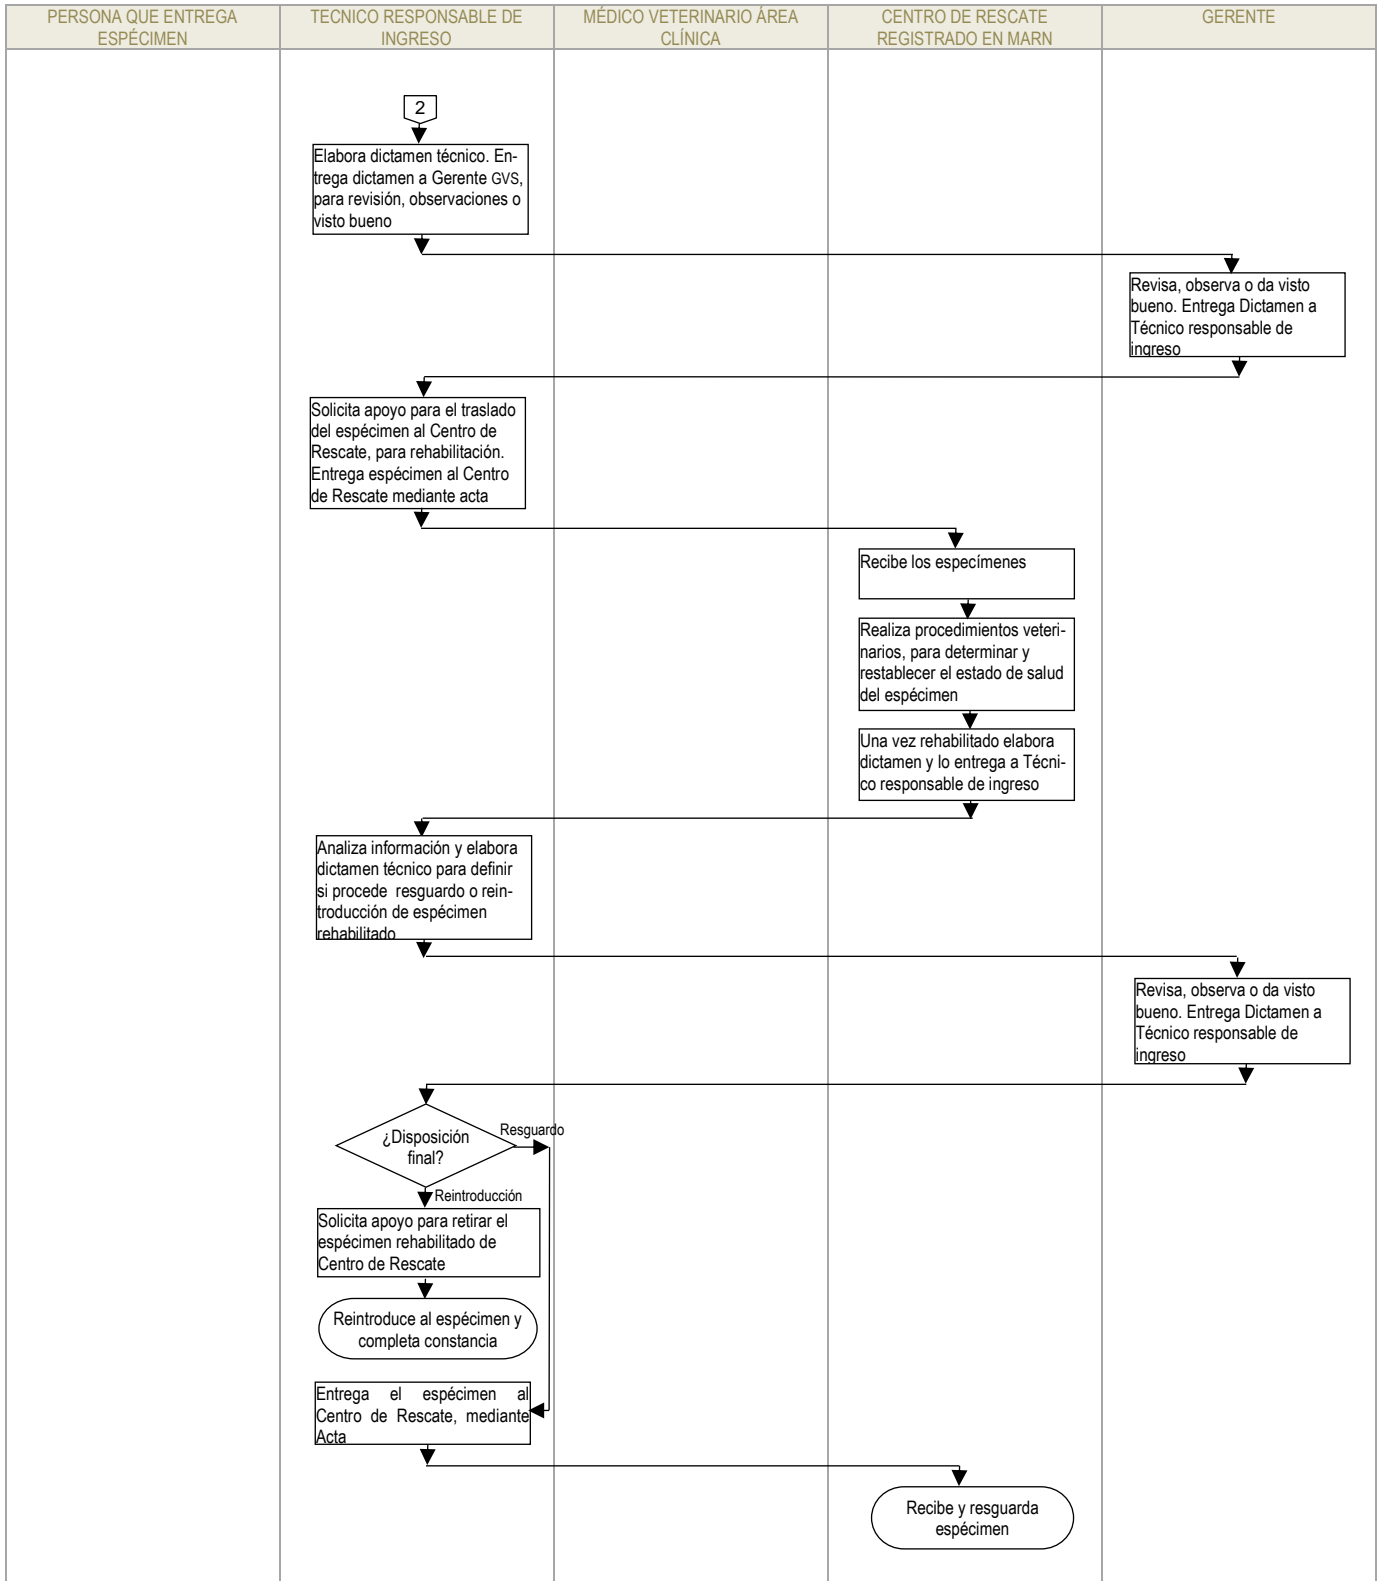 PERSONA QUE ENTREGA
ESPÉCIMEN
TECNICO RESPONSABLE DE
INGRESO
MÉDICO VETERINARIO ÁREA
CLÍNICA
CENTRO DE RESCATE
REGISTRADO EN MARN
GERENTE
2
Elabora dictamen técnico. En-
trega dictamen a Gerente GVS,
para revisión, observaciones o
visto bueno
Revisa, observa o da visto
bueno. Entrega Dictamen a
Técnico responsable de
ingreso
Solicita apoyo para el traslado
del espécimen al Centro de
Rescate, para rehabilitación.
Entrega espécimen al Centro
de Rescate mediante acta
Recibe los especímenes
Realiza procedimientos veteri-
narios, para determinar y
restablecer el estado de salud
del espécimen
Una vez rehabilitado elabora
dictamen y lo entrega a Técni-
co responsable de ingreso
Analiza información y elabora
dictamen técnico para definir
si procede resguardo o rein-
troducción de espécimen
rehabilitado
Revisa, observa o da visto
bueno. Entrega Dictamen a
Técnico responsable de
ingreso
¿Disposición
final?
Resguardo
Reintroducción
Solicita apoyo para retirar el
espécimen rehabilitado de
Centro de Rescate
Reintroduce al espécimen y
completa constancia
Entrega el espécimen al
Centro de Rescate, mediante
Acta
Recibe y resguarda
espécimen